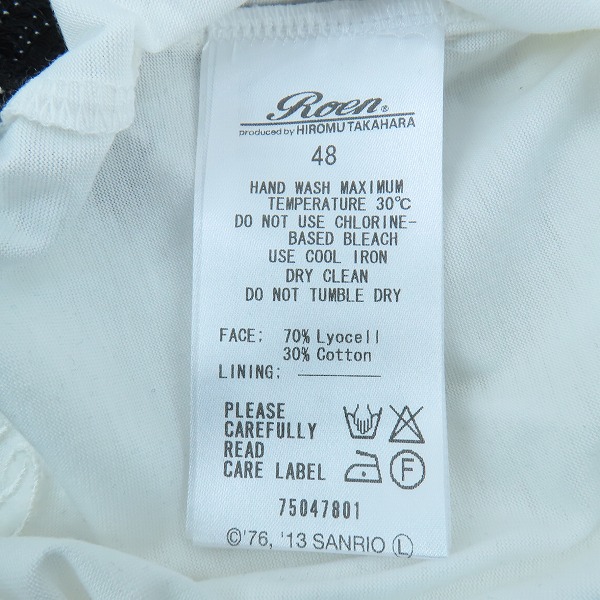 Roen®
produced by HIROMU TAKAHARA
48
HAND WASH MAXIMUM
TEMPERATURE 30℃
DO NOT USE CHLORINE-
BASED BLEACH
USE COOL IRON
DRY CLEAN
DO NOT TUMBLE DRY
FACE: 70% Lyocell
30% Cotton
LINING:
PLEASE
CAREFULLY
READ
CARE LABEL
F
75047801
©'76, '13 SANRIO Ⓛ